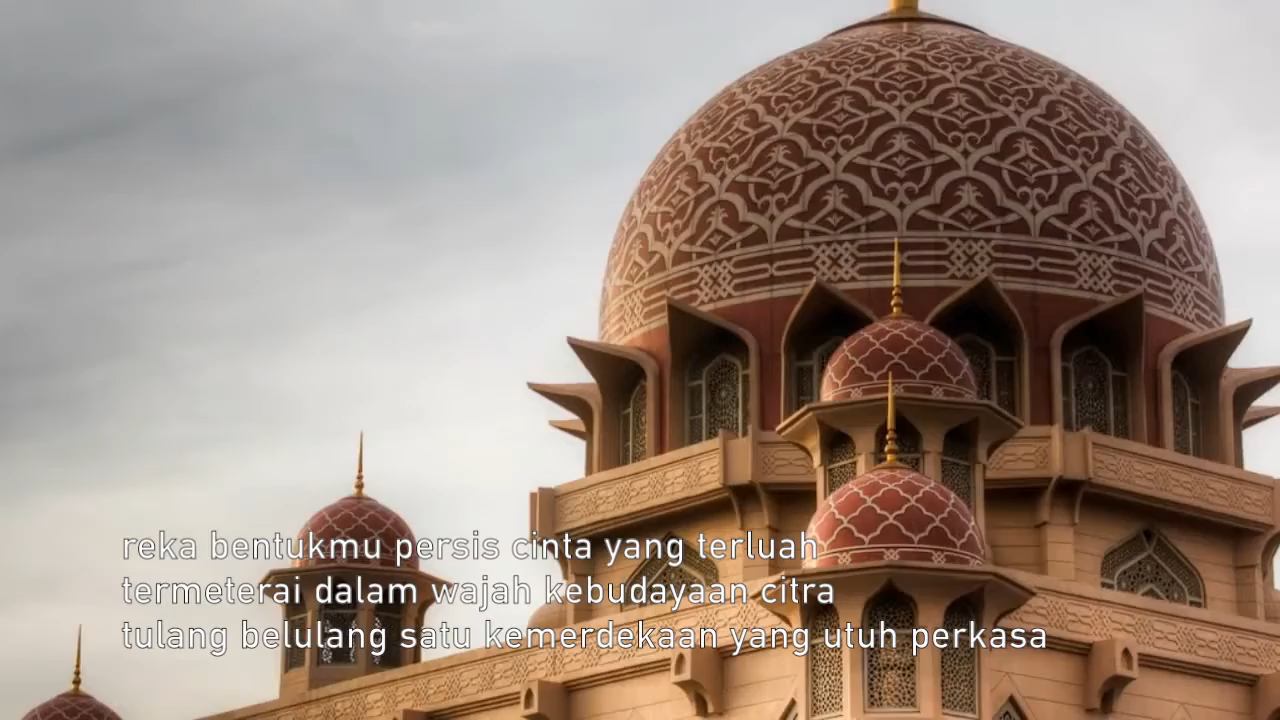 reka bentukmu persis cinta yang terluah
termeterai dalam wajah kebudayaan citra
tulang belulang satu kemerdekaan yang utuh perkasa